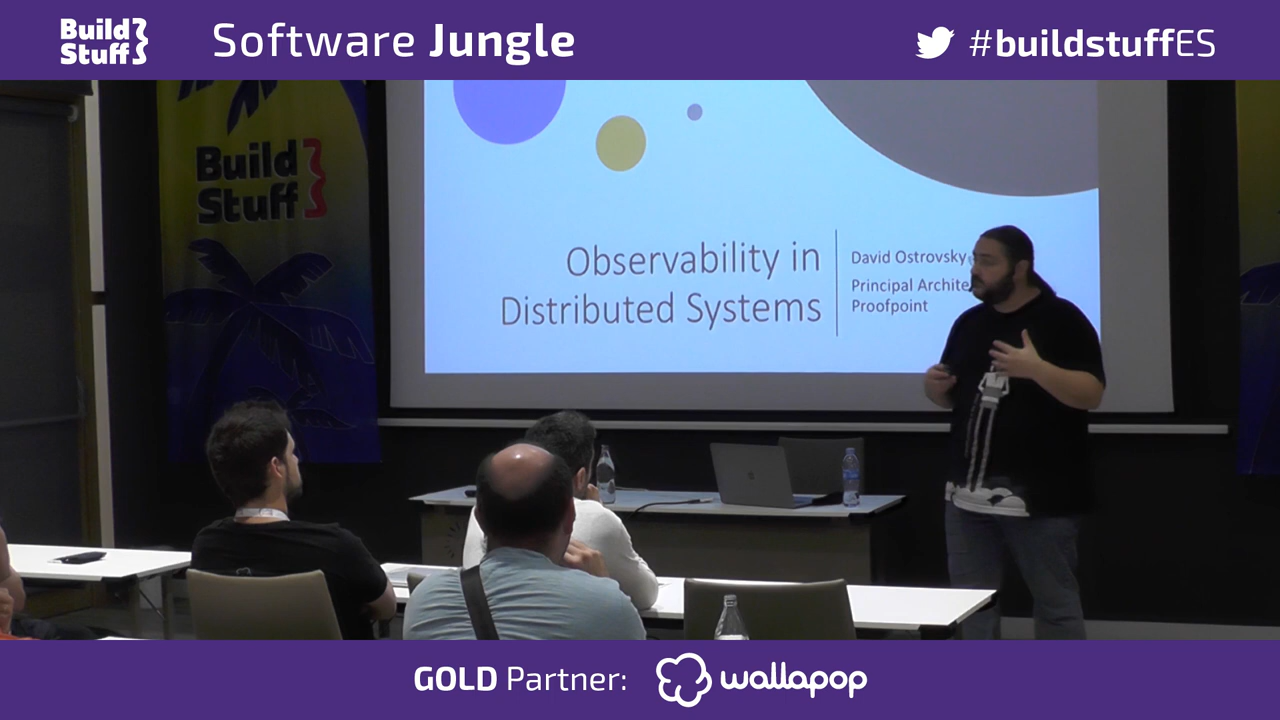 Build
Stuff
Software Jungle
#buildstuffES
Build
Stuff
Observability in
Distributed Systems
David Ostrovsky
Principal Archite
Proofpoint
GOLD Partner:
wallapop